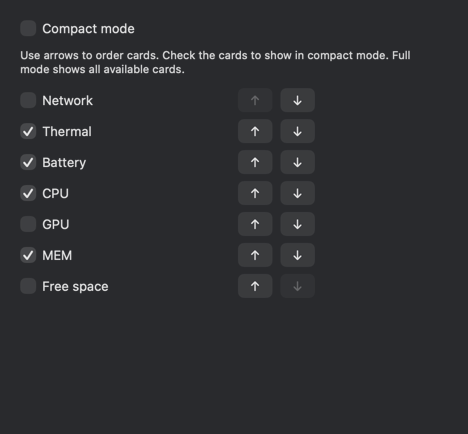 Compact mode
Use arrows to order cards. Check the cards to show in compact mode. Full
mode shows all available cards.
Network ↑ ↓
Thermal ↑ ↓
Battery ↑ ↓
CPU ↑ ↓
GPU ↑ ↓
MEM ↑ ↓
Free space ↑ ↓